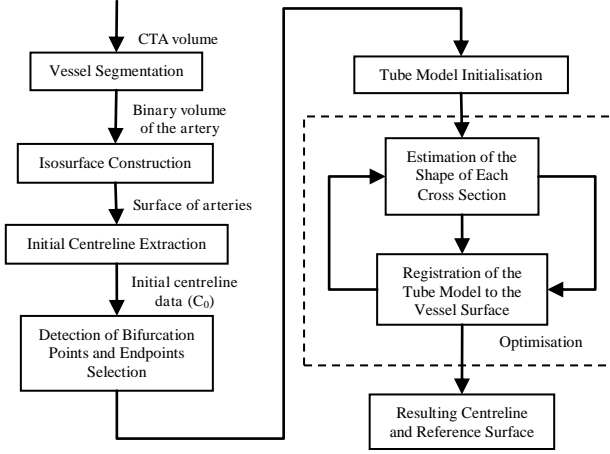 CTA volume
Vessel Segmentation
Binary volume
of the artery
Isosurface Construction
Surface of arteries
Initial Centreline Extraction
Initial centreline
data (C₀)
Detection of Bifurcation
Points and Endpoints
Selection
Tube Model Initialisation
Estimation of the
Shape of Each
Cross Section
Registration of the
Tube Model to the
Vessel Surface
Optimisation
Resulting Centreline
and Reference Surface